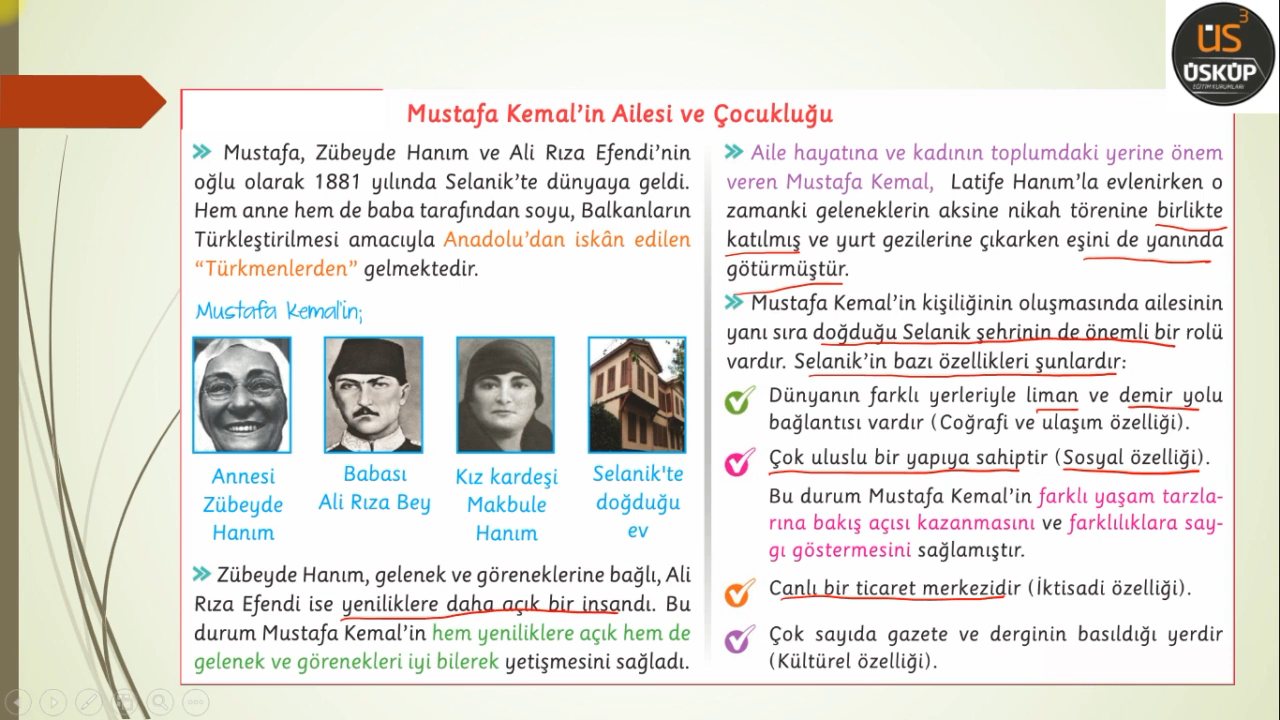 ÜS3
ÜSKÜP
EĞİTİM KURUMLARI
Mustafa Kemal'in Ailesi ve Çocukluğu
Mustafa, Zübeyde Hanım ve Ali Rıza Efendi'nin
oğlu olarak 1881 yılında Selanik'te dünyaya geldi.
Hem anne hem de baba tarafından soyu, Balkanların
Türkleştirilmesi amacıyla Anadolu'dan iskân edilen
“Türkmenlerden” gelmektedir.
Mustafa Kemal'in;
Annesi
Zübeyde
Hanım
Babası
Ali Rıza Bey
Kız kardeşi
Makbule
Hanım
Selanik'te
doğduğu
ev
Zübeyde Hanım, gelenek ve göreneklerine bağlı, Ali
Rıza Efendi ise yeniliklere daha açık bir insandı. Bu
durum Mustafa Kemal'in hem yeniliklere açık hem de
gelenek ve görenekleri iyi bilerek yetişmesini sağladı.
Aile hayatına ve kadının toplumdaki yerine önem
veren Mustafa Kemal, Latife Hanım'la evlenirken o
zamanki geleneklerin aksine nikah törenine birlikte
katılmış ve yurt gezilerine çıkarken eşini de yanında
götürmüştür.
Mustafa Kemal'in kişiliğinin oluşmasında ailesinin
yanı sıra doğduğu Selanik şehrinin de önemli bir rolü
vardır. Selanik'in bazı özellikleri şunlardır:
Dünyanın farklı yerleriyle liman ve demir yolu
bağlantısı vardır (Coğrafi ve ulaşım özelliği).
Çok uluslu bir yapıya sahiptir (Sosyal özelliği).
Bu durum Mustafa Kemal'in farklı yaşam tarzla-
rına bakış açısı kazanmasını ve farklılıklara say-
gı göstermesini sağlamıştır.
Canlı bir ticaret merkezidir (İktisadi özelliği).
Çok sayıda gazete ve derginin basıldığı yerdir
(Kültürel özelliği).